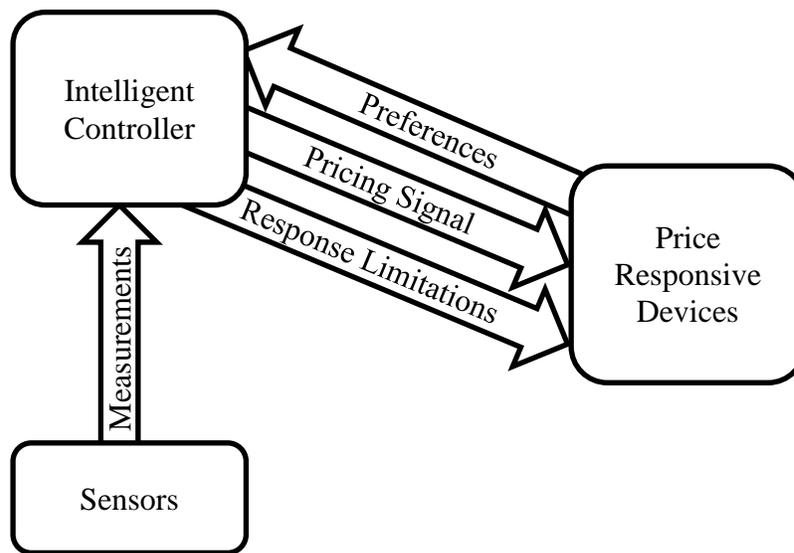 Intelligent
Controller
Preferences
Pricing Signal
Response Limitations
Price
Responsive
Devices
Measurements
Sensors